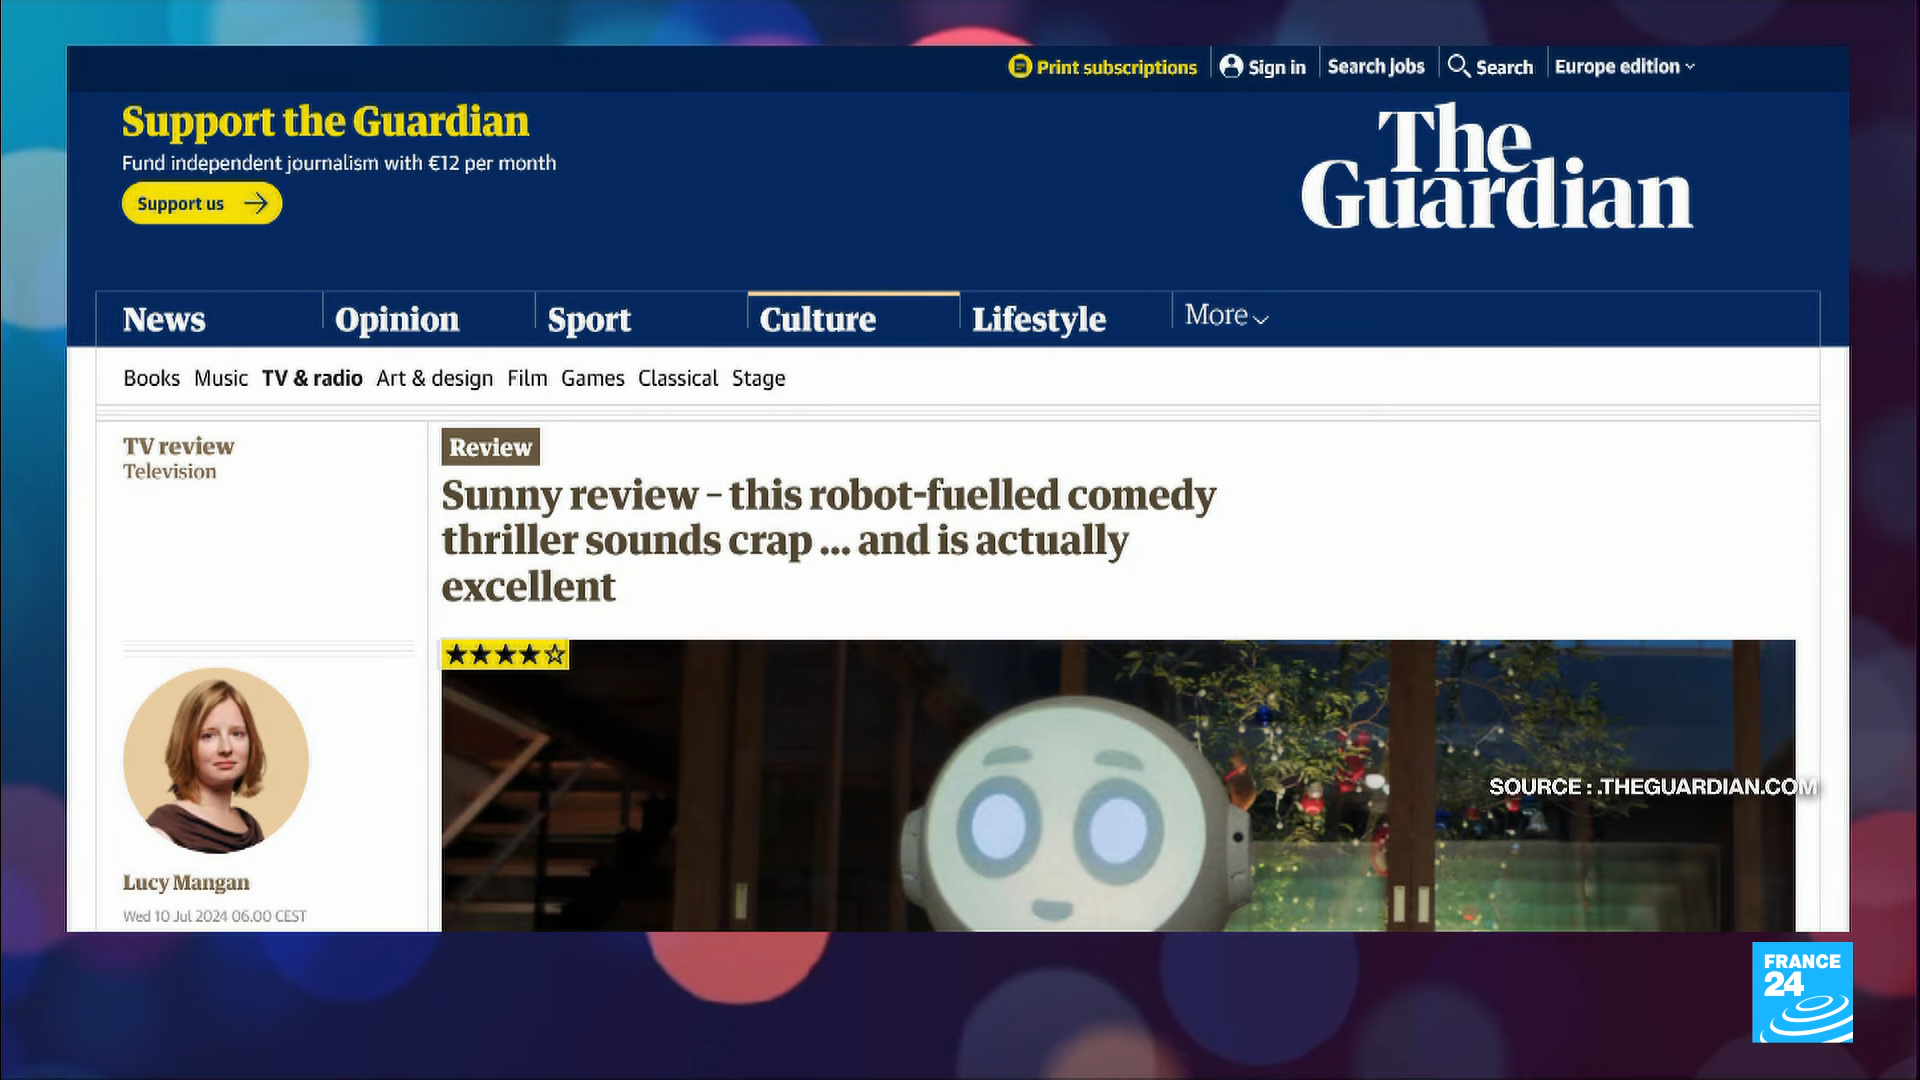 Print subscriptions
Sign in
Search jobs
Search
Europe edition
Support the Guardian
Fund independent journalism with €12 per month
Support us
The
Guardian
News
Opinion
Sport
Culture
Lifestyle
More
Books Music TV & radio Art & design Film Games Classical Stage
TV review
Television
Review
Sunny review – this robot-fuelled comedy
thriller sounds crap ... and is actually
excellent
Lucy Mangan
Wed 10 Jul 2024 06.00 CEST
SOURCE : .THEGUARDIAN.COM
FRANCE
24